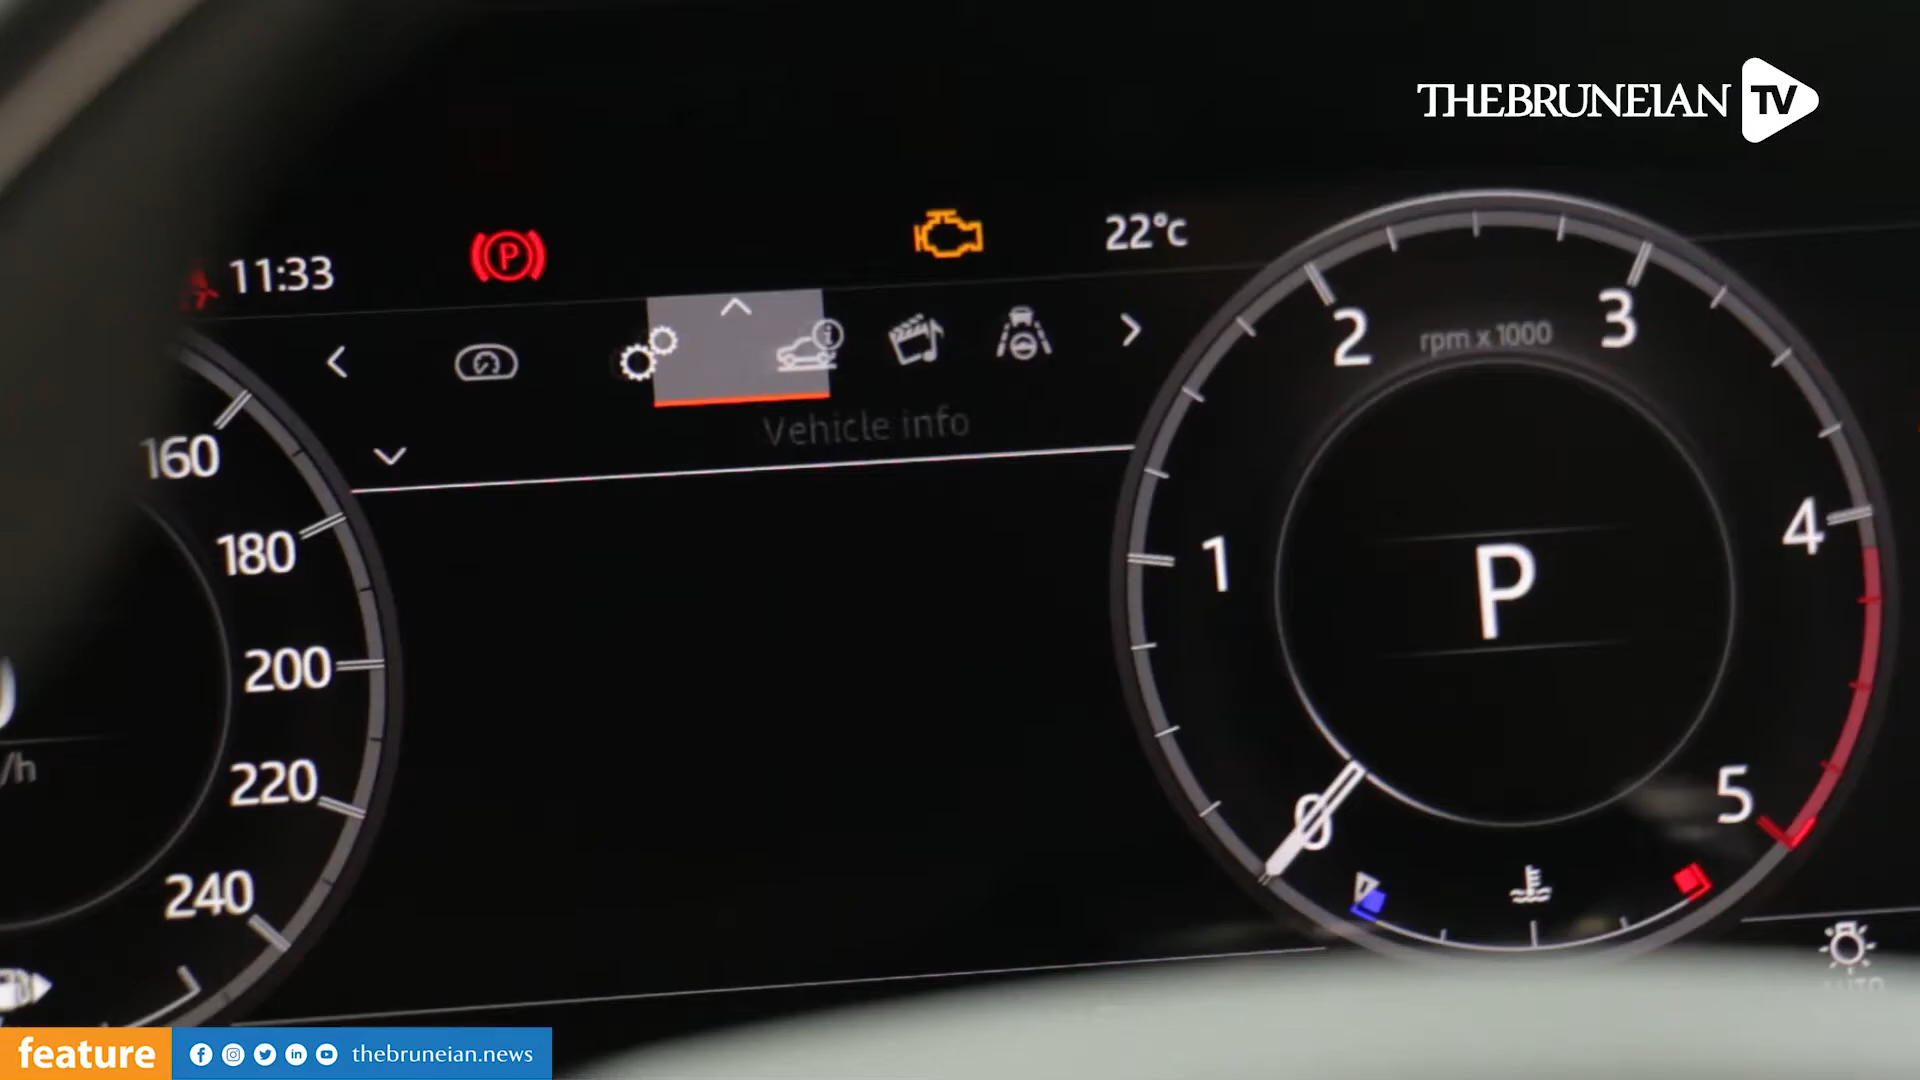 THEBRUNEIAN TV
11:33
P
22°c
Vehicle info
160
180
200
220
240
/h
rpm x 1000
0
1
2
3
4
5
P
AUTO
feature
thebruneian.news